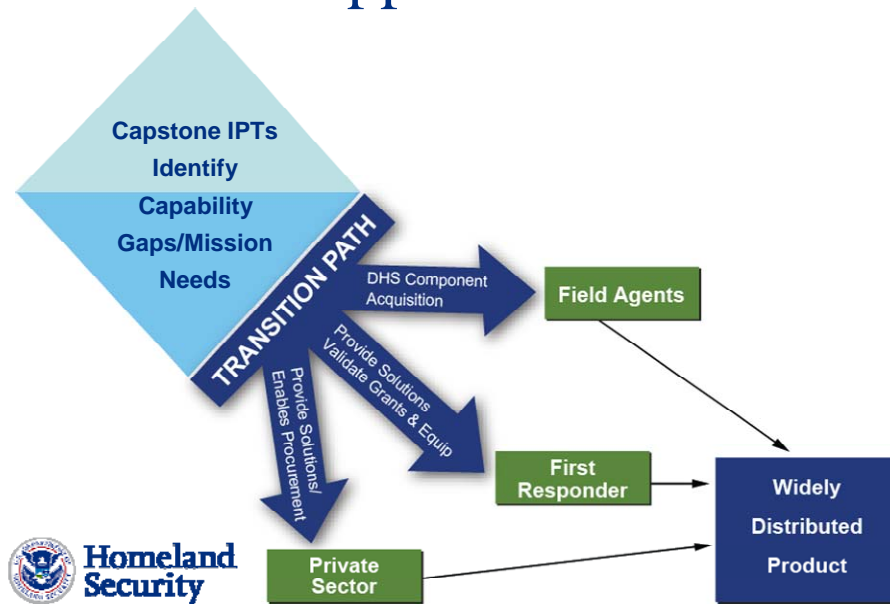 Capstone IPTs
Identify
Capability
Gaps/Mission
Needs
TRANSITION PATH
DHS Component
Acquisition
Field Agents
Provide Solutions
Validate Grants & Equip
First
Responder
Provide Solutions/
Enables Procurement
Private
Sector
Widely
Distributed
Product
Homeland
Security